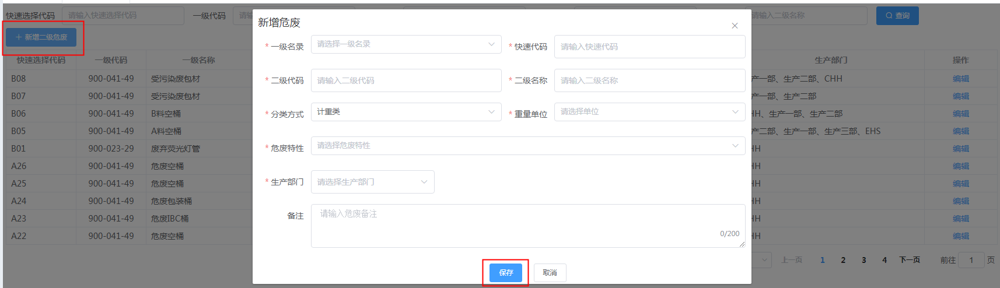 快速选择代码 请输入快速选择代码 一级代码 请输 请输入二级名称 查询
+ 新增二级危废
快速选择代码 一级代码 一级名称 生产部门 操作
B08 900-041-49 受污染废包材 产一部、生产二部、CHH 编辑
B07 900-041-49 受污染废包材 产一部、生产二部 编辑
B06 900-041-49 B料空桶 HH、生产一部、生产二部 编辑
B05 900-041-49 A料空桶 产二部、生产一部、生产三部、EHS 编辑
B01 900-023-29 废弃荧光灯管 HH 编辑
A26 900-041-49 危废空桶 HH 编辑
A25 900-041-49 危废空桶 HH 编辑
A24 900-041-49 危废包装桶 HH 编辑
A23 900-041-49 危废IBC桶 HH 编辑
A22 900-041-49 危废空桶 HH 编辑
上一页 1 2 3 4 下一页 前往 1 页
新增危废
* 一级名录 请选择一级名录 * 快速代码 请输入快速代码
* 二级代码 请输入二级代码 * 二级名称 请输入二级名称
* 分类方式 计重类 * 重量单位 请选择单位
* 危废特性 请选择危废特性
* 生产部门 请选择生产部门
备注 请输入危废备注
0/200
保存 取消